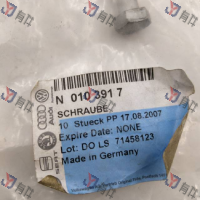 N 010 391 7
SCHRAUBE
10 Stueck PP 17.08.2007
Expire Date: NONE
Lot: DO LS 71458123
Made in Germany
Audi